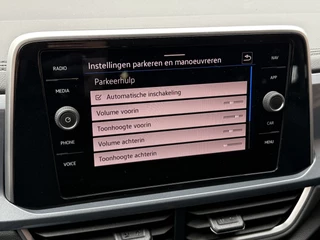 Instellingen parkeren en manoeuvreren
RADIO
NAV
Parkeerhulp
Automatische inschakeling
MEDIA
APP
Volume voorin
Toonhoogte voorin
PHONE
CAR
Volume achterin
VOICE
MENU
Toonhoogte achterin